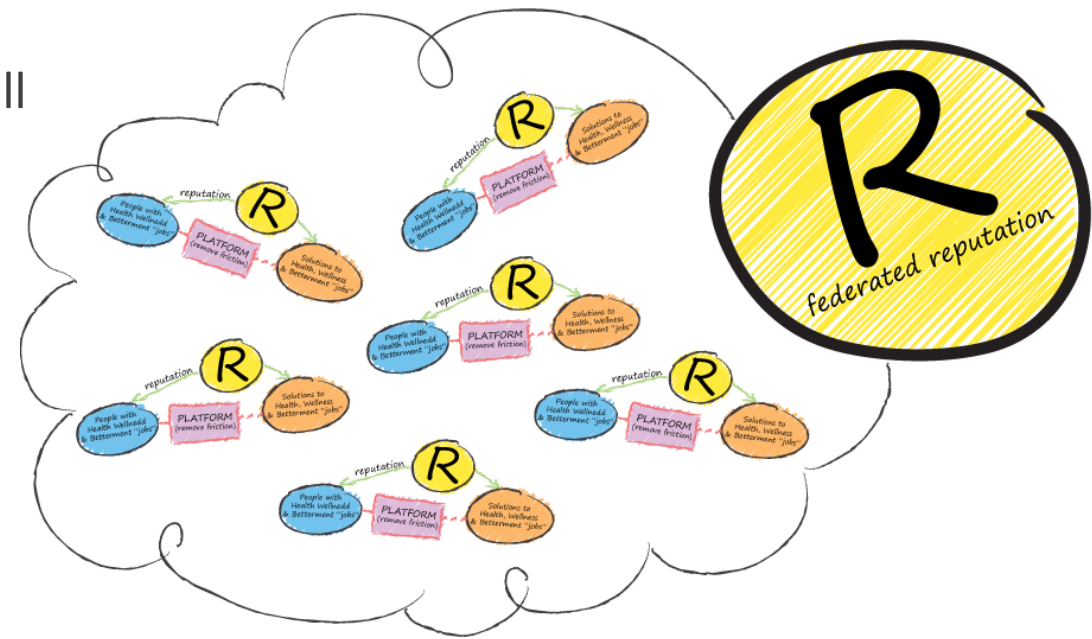 II
R
federated reputation
reputation
R
Solutions to
Health, Wellness
& Betterment "jobs"
PLATFORM
(remove friction)
People with
Health Wellnedd
& Betterment "jobs"
reputation
R
People with
Health Wellnedd
& Betterment "jobs"
PLATFORM
(remove friction)
Solutions to
Health, Wellness
& Betterment "jobs"
reputation
R
People with
Health Wellnedd
& Betterment "jobs"
PLATFORM
(remove friction)
Solutions to
Health, Wellness
& Betterment "jobs"
reputation
R
People with
Health Wellnedd
& Betterment "jobs"
PLATFORM
(remove friction)
Solutions to
Health, Wellness
& Betterment "jobs"
reputation
R
People with
Health Wellnedd
& Betterment "jobs"
PLATFORM
(remove friction)
Solutions to
Health, Wellness
& Betterment "jobs"
reputation
R
People with
Health Wellnedd
& Betterment "jobs"
PLATFORM
(remove friction)
Solutions to
Health, Wellness
& Betterment "jobs"